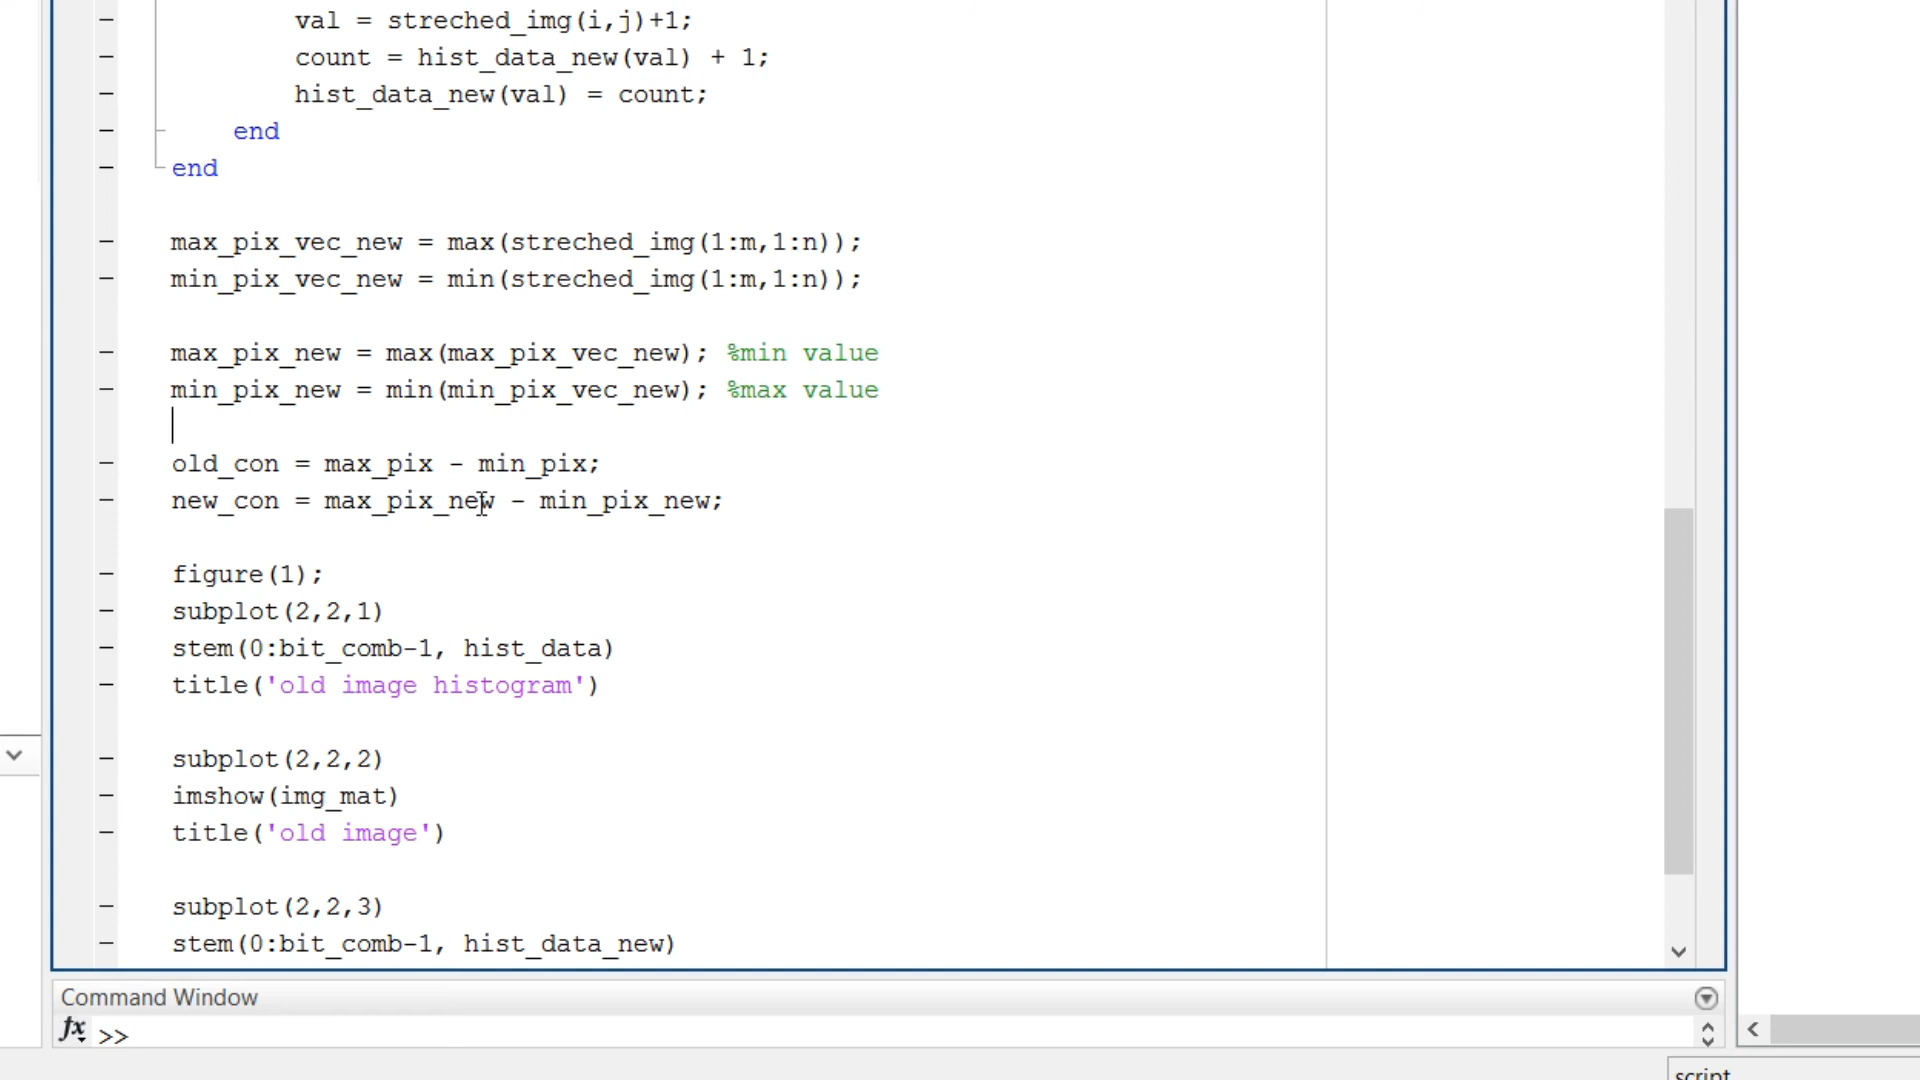 val = streched_img(i,j)+1;
count = hist_data_new(val) + 1;
hist_data_new(val) = count;
end
end
max_pix_vec_new = max(streched_img(1:m,1:n));
min_pix_vec_new = min(streched_img(1:m,1:n));
max_pix_new = max(max_pix_vec_new); %min value
min_pix_new = min(min_pix_vec_new); %max value
old_con = max_pix - min_pix;
new_con = max_pix_new - min_pix_new;
figure(1);
subplot(2,2,1)
stem(0:bit_comb-1, hist_data)
title('old image histogram')
subplot(2,2,2)
imshow(img_mat)
title('old image')
subplot(2,2,3)
stem(0:bit_comb-1, hist_data_new)
Command Window
fx >>
script